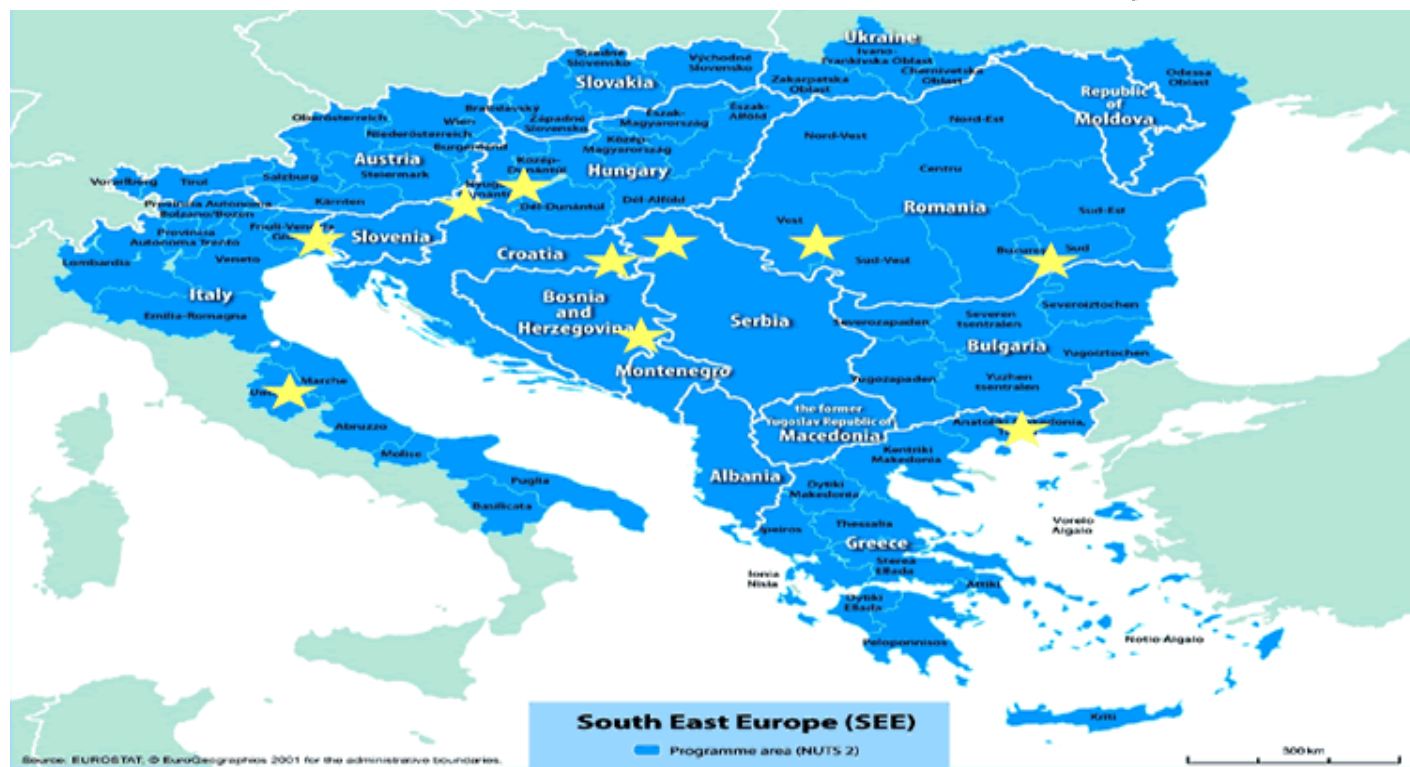 Ukraine
Ivano-
Frankivska Oblast
Chernivetska
Oblast
Odessa
Oblast
Stredné
Slovensko
Východné
Slovensko
Slovakia
Zakarpatska
Oblast
Republic
of
Moldova
Bratislavský
Západné
Slovensko
Észak-
Magyarország
Észak-
Alföld
Oberösterreich
Wien
Niederösterreich
Burgenland
Nord-Vest
Nord-Est
Közép-
Magyarország
Austria
Steiermark
Közép-
Dunántúl
Hungary
Centru
Vorarlberg
Tirol
Salzburg
Kärnten
Dél-Dunántúl
Dél-Alföld
Provincia Autonoma
Bolzano/Bozen
Romania
Sud-Est
Vest
Provincia
Autonoma Trento
Slovenia
Croatia
Sud
Sud-Vest
Lombardia
Veneto
Italy
Emilia-Romagna
Bosnia
and
Herzegovina
Serbia
Severoiztochen
Severozapaden
Severen
tsentralen
Bulgaria
Yugoiztochen
Montenegro
Marche
Yugozapaden
Yuzhen
tsentralen
Abruzzo
the former
Yugoslav Republic of
Macedonia
Molise
Kentriki
Makedonia
Albania
Puglia
Basilicata
Dytiki
Makedonia
Ipeiros
Thessalia
Voreio
Aigaio
Greece
Sterea
Ellada
Ionia
Nisia
Attiki
Dytiki
Ellada
Peloponnisos
Notio Aigaio
Kriti
South East Europe (SEE)
Programme area (NUTS 2)
Source: EUROSTAT, © EuroGeographics 2001 for the administrative boundaries.
300 km